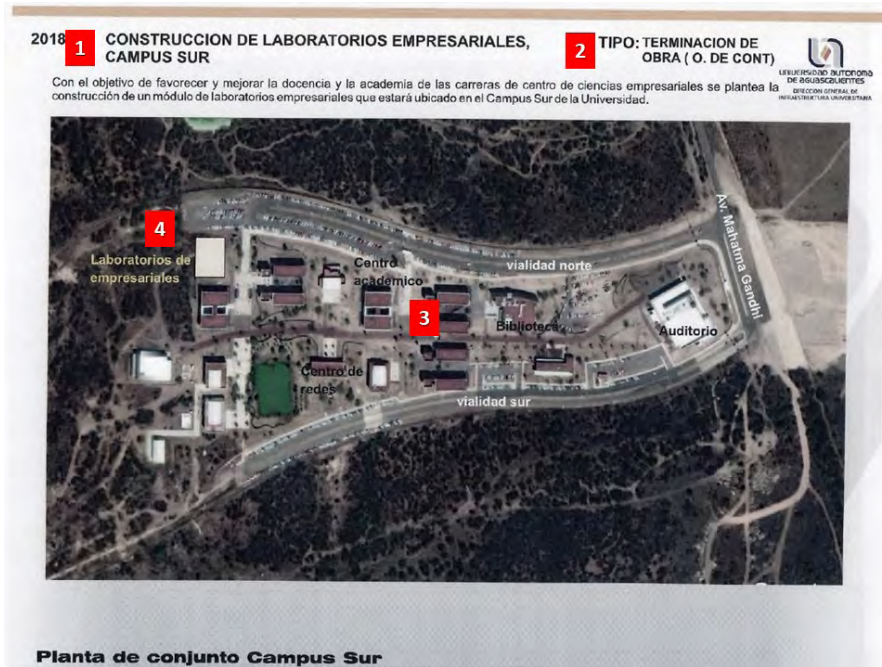 2018
1
CONSTRUCCION DE LABORATORIOS EMPRESARIALES,
CAMPUS SUR
2
TIPO: TERMINACION DE
OBRA ( O. DE CONT)
UNIVERSIDAD AUTONOMA
DE AGUASCALIENTES
DIRECCION GENERAL DE
INFRAESTRUCTURA UNIVERSITARIA
Con el objetivo de favorecer y mejorar la docencia y la academia de las carreras de centro de ciencias empresariales se plantea la
construcción de un módulo de laboratorios empresariales que estará ubicado en el Campus Sur de la Universidad.
4
Laboratorios de
empresariales
Centro
academico
vialidad norte
Av. Mahatma Gandhi
3
Biblioteca
Auditorio
Centro de
redes
vialidad sur
Planta de conjunto Campus Sur